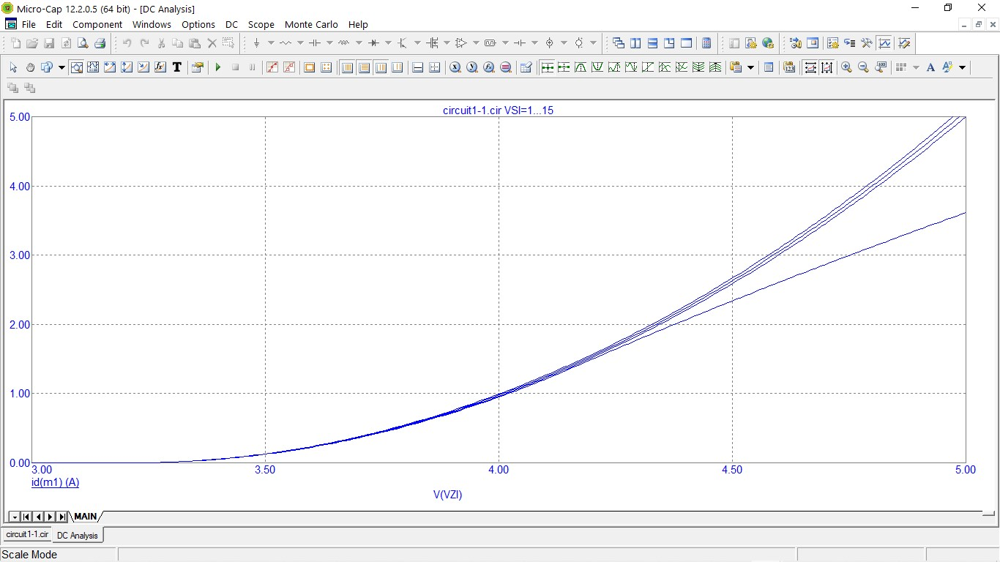 Micro-Cap 12.2.0.5 (64 bit) - [DC Analysis]
File Edit Component Windows Options DC Scope Monte Carlo Help
circuit1-1.cir VSI=1...15
5.00
4.00
3.00
2.00
1.00
0.00
3.00 3.50 4.00 4.50 5.00
id(m1) (A)
V(VZI)
MAIN
circuit1-1.cir DC Analysis
Scale Mode